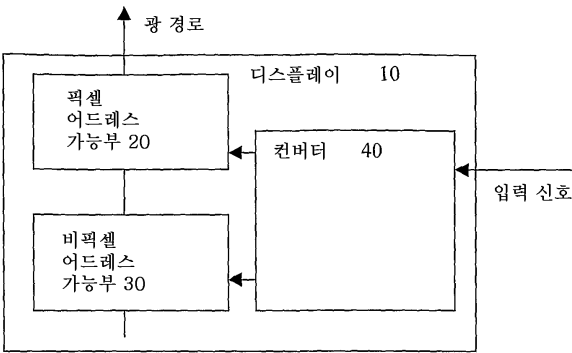 광 경로
디스플레이 10
픽셀
어드레스
가능부 20
컨버터 40
입력 신호
비픽셀
어드레스
가능부 30